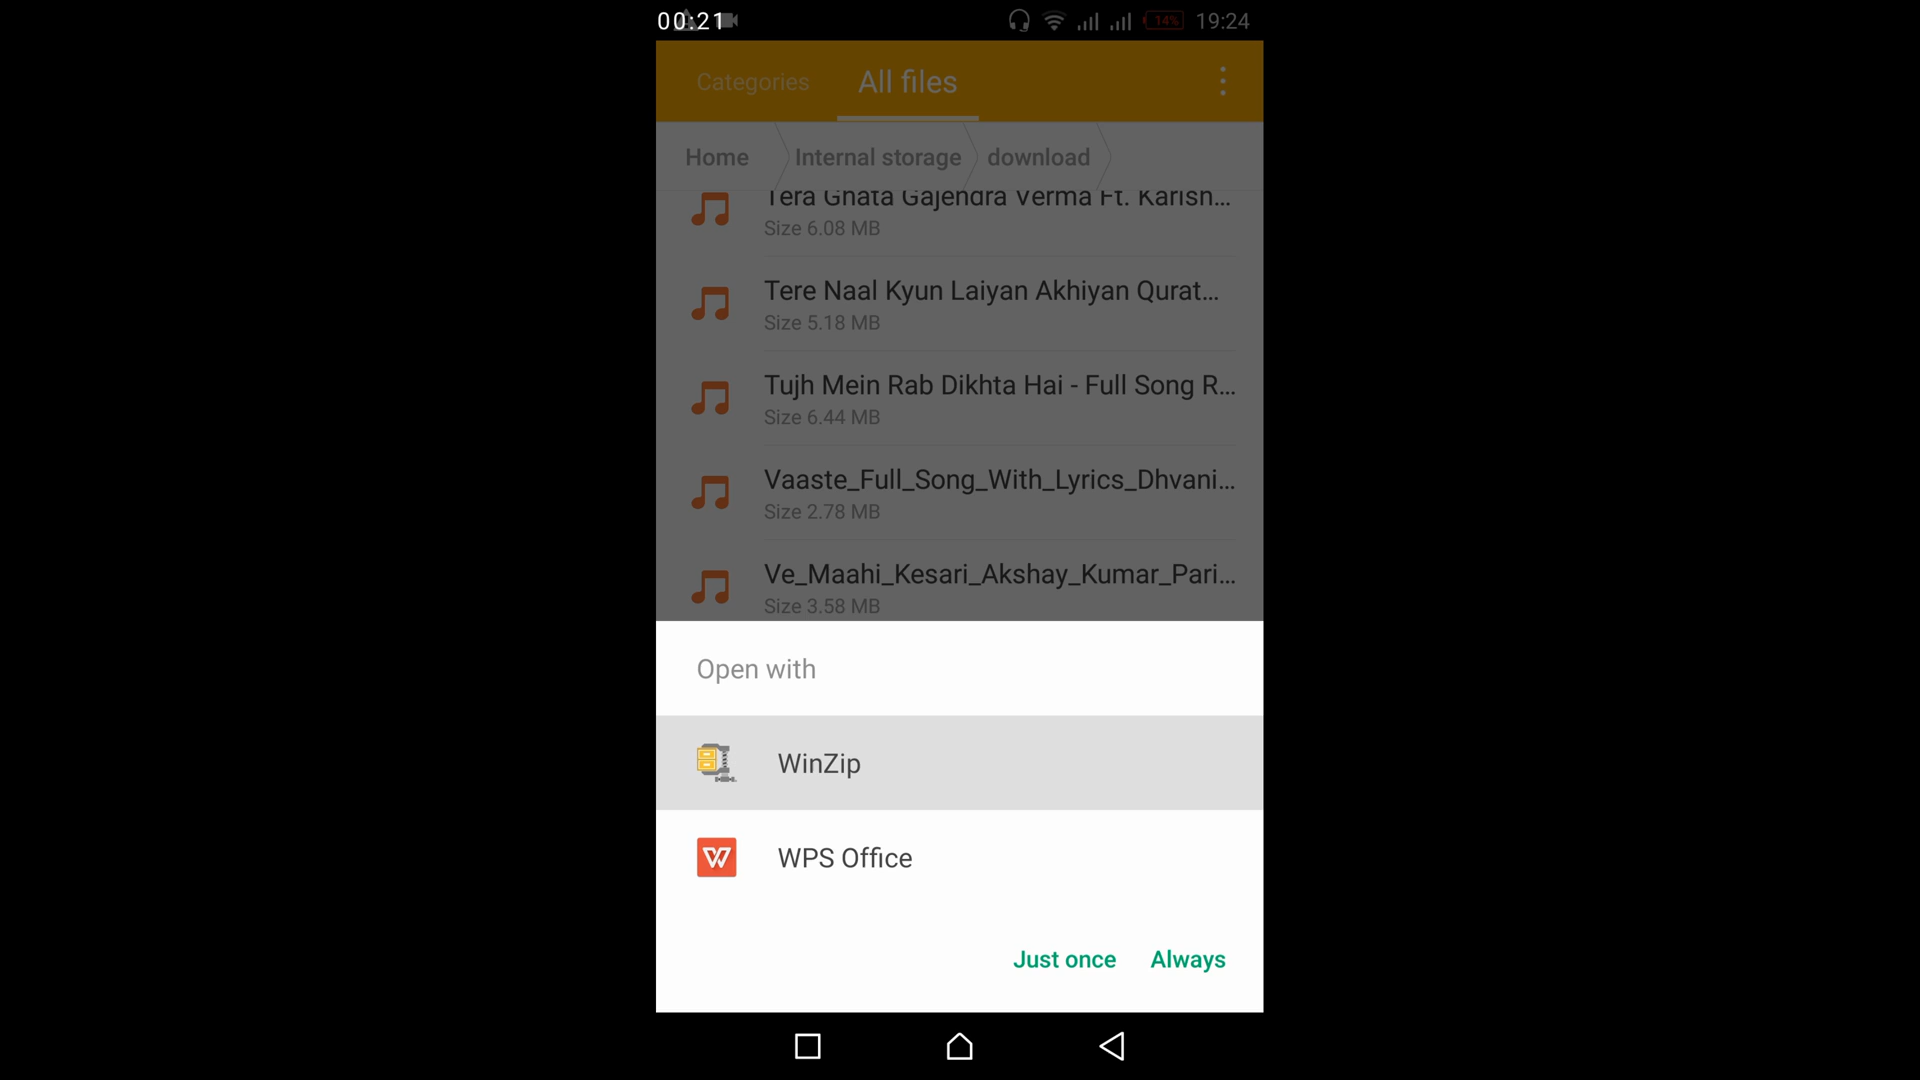 00:21
14% 19:24
Categories All files
Home Internal storage download
Tera Ghata Gajendra Verma Ft. Karish...
Size 6.08 MB
Tere Naal Kyun Laiyan Akhiyan Qurat...
Size 5.18 MB
Tujh Mein Rab Dikhta Hai - Full Song R...
Size 6.44 MB
Vaaste_Full_Song_With_Lyrics_Dhvani...
Size 2.78 MB
Ve_Maahi_Kesari_Akshay_Kumar_Pari...
Size 3.58 MB
Open with
WinZip
WPS Office
Just once Always